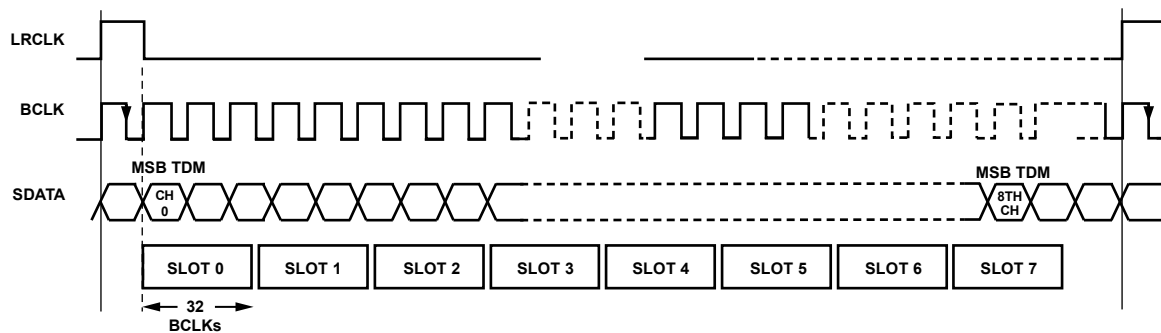 LRCLK
BCLK
MSB TDM
MSB TDM
SDATA
CH
0
8TH
CH
SLOT 0
SLOT 1
SLOT 2
SLOT 3
SLOT 4
SLOT 5
SLOT 6
SLOT 7
32
BCLKs